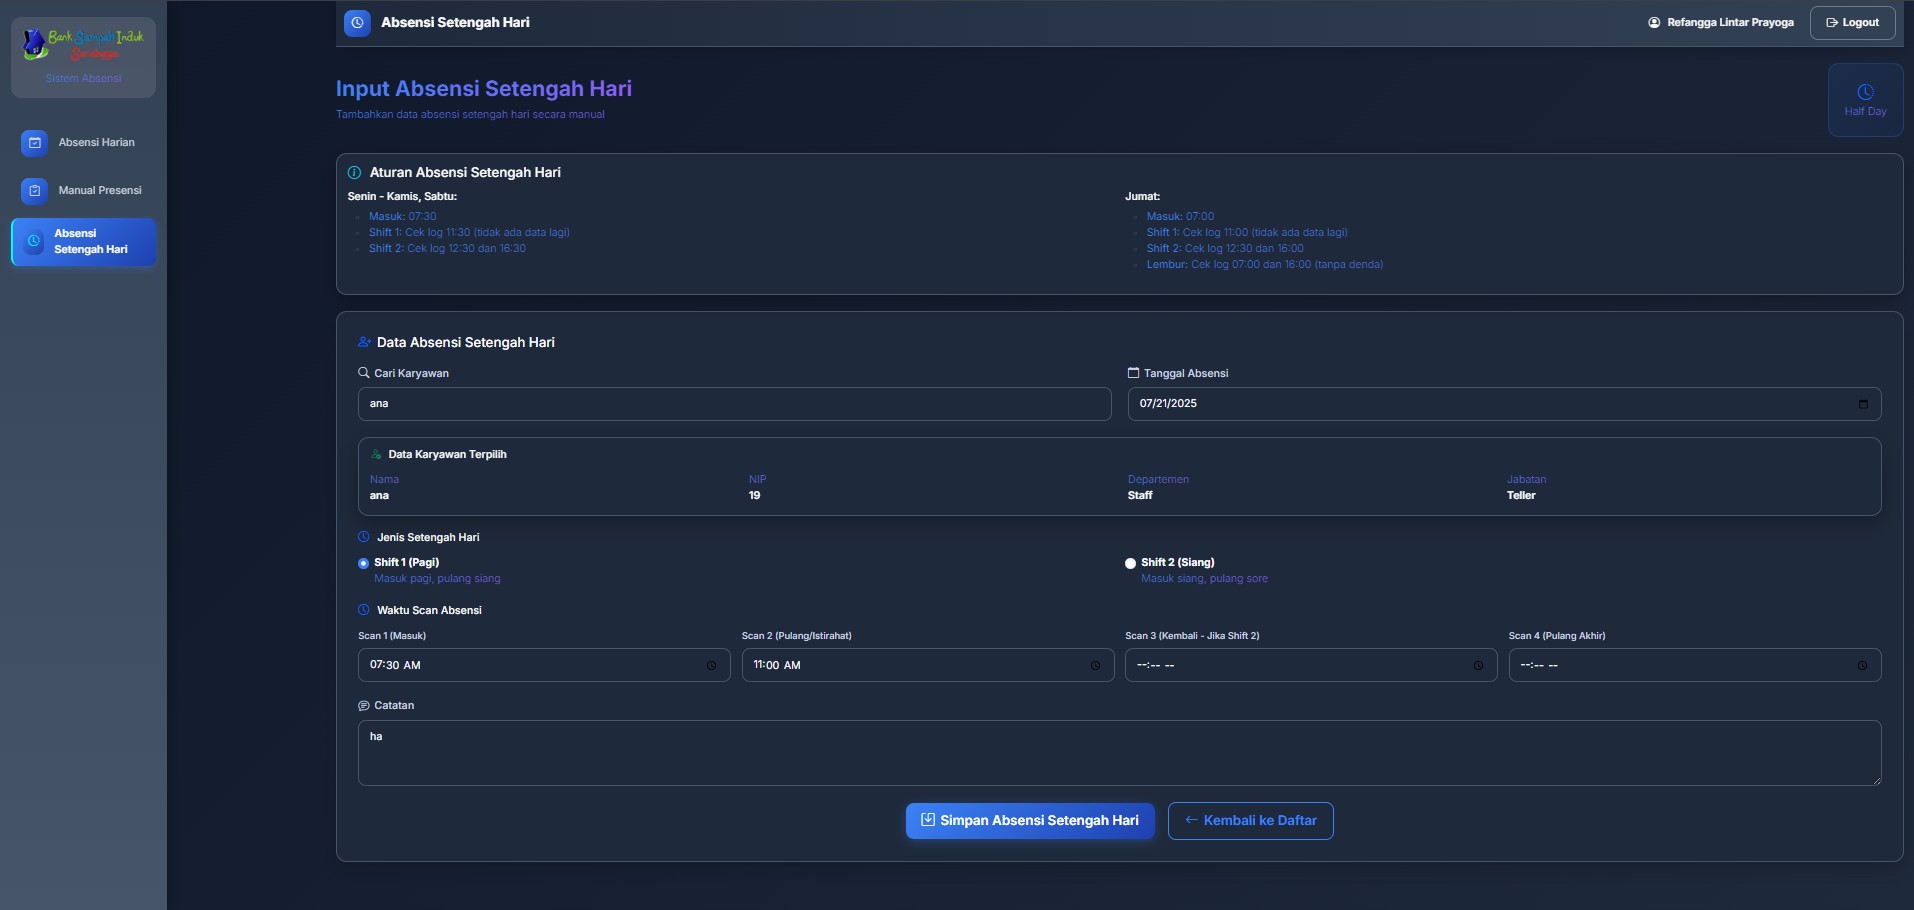 Bank Sampah Induk
Surabaya
Sistem Absensi
Absensi Harian
Manual Presensi
Absensi
Setengah Hari
Absensi Setengah Hari
Refangga Lintar Prayoga
Logout
Input Absensi Setengah Hari
Tambahkan data absensi setengah hari secara manual
Half Day
Aturan Absensi Setengah Hari
Senin - Kamis, Sabtu:
Masuk: 07:30
Shift 1: Cek log 11:30 (tidak ada data lagi)
Shift 2: Cek log 12:30 dan 16:30
Jumat:
Masuk: 07:00
Shift 1: Cek log 11:00 (tidak ada data lagi)
Shift 2: Cek log 12:30 dan 16:00
Lembur: Cek log 07:00 dan 16:00 (tanpa denda)
Data Absensi Setengah Hari
Cari Karyawan
ana
Tanggal Absensi
07/21/2025
Data Karyawan Terpilih
Nama
ana
NIP
19
Departemen
Staff
Jabatan
Teller
Jenis Setengah Hari
Shift 1 (Pagi)
Masuk pagi, pulang siang
Shift 2 (Siang)
Masuk siang, pulang sore
Waktu Scan Absensi
Scan 1 (Masuk)
07:30 AM
Scan 2 (Pulang/Istirahat)
11:00 AM
Scan 3 (Kembali - Jika Shift 2)
--:-- --
Scan 4 (Pulang Akhir)
--:-- --
Catatan
ha
Simpan Absensi Setengah Hari
← Kembali ke Daftar